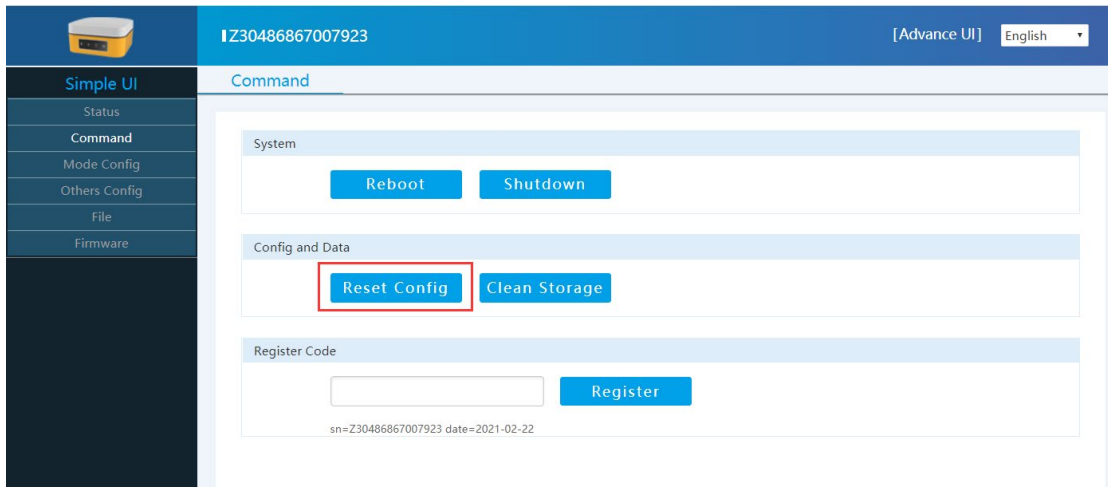 Z30486867007923
[Advance UI]
English
Simple UI
Status
Command
Mode Config
Others Config
File
Firmware
Command
System
Reboot
Shutdown
Config and Data
Reset Config
Clean Storage
Register Code
Register
sn=Z30486867007923 date=2021-02-22